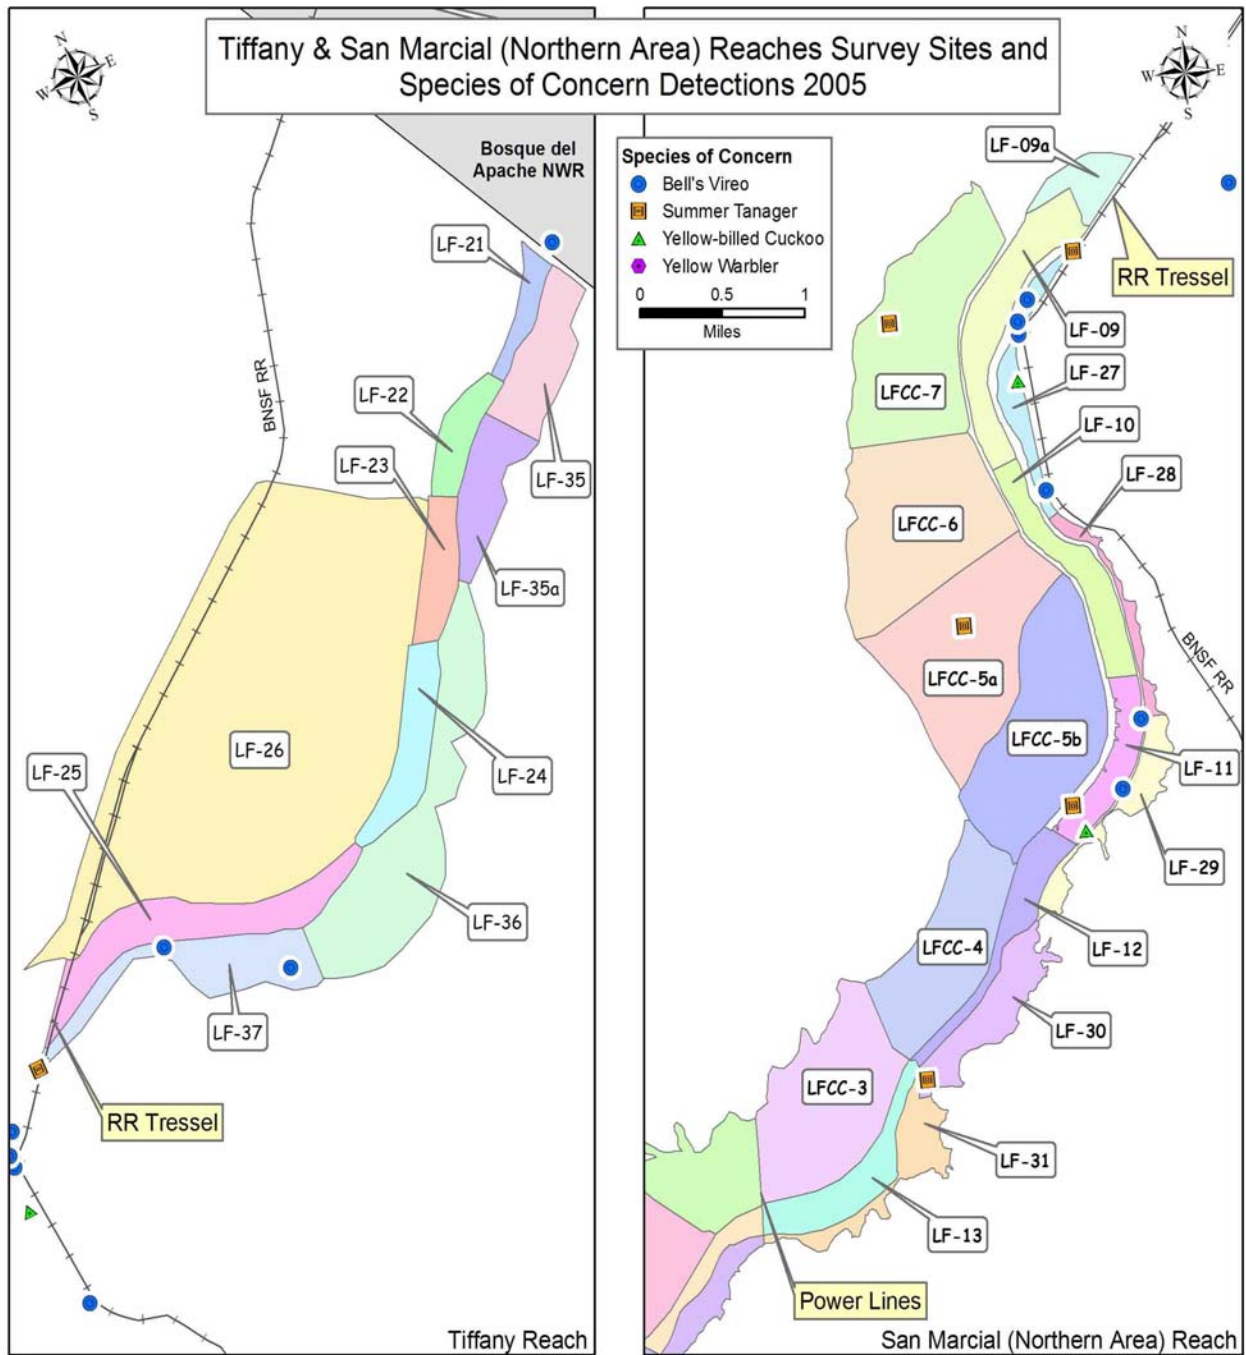 Tiffany & San Marcial (Northern Area) Reaches Survey Sites and
Species of Concern Detections 2005
N
E
S
W
N
E
S
W
Bosque del
Apache NWR
Species of Concern
Bell's Vireo
Summer Tanager
Yellow-billed Cuckoo
Yellow Warbler
0 0.5 1
Miles
BNSF RR
LF-21
LF-22
LF-23
LF-35
LF-35a
LF-26
LF-25
LF-24
LF-36
LF-37
RR Tressel
Tiffany Reach
LF-09a
RR Tressel
LF-09
LF-27
LFCC-7
LF-10
LF-28
LFCC-6
BNSF RR
LFCC-5a
LFCC-5b
LF-11
LF-29
LFCC-4
LF-12
LF-30
LFCC-3
LF-31
LF-13
Power Lines
San Marcial (Northern Area) Reach